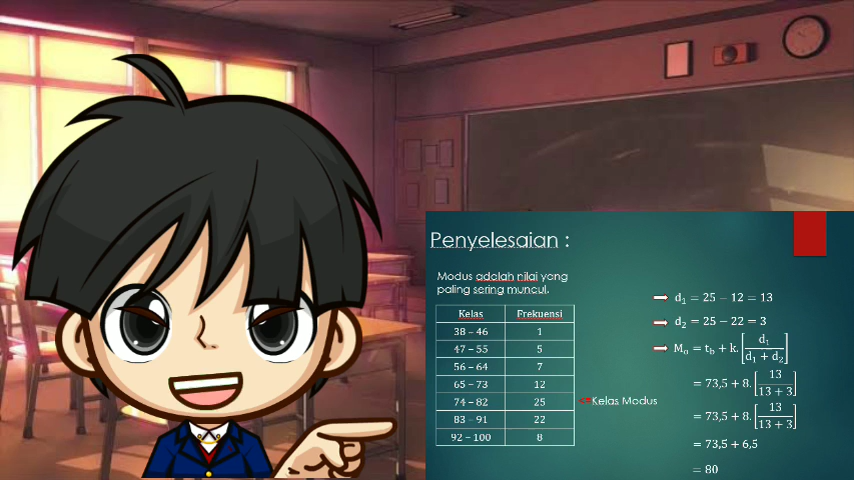 Penyelesaian :
Modus adalah nilai yang
paling sering muncul.
Kelas Frekuensi
38 – 46 1
47 – 55 5
56 – 64 7
65 – 73 12
74 – 82 25
83 – 91 22
92 – 100 8
<=Kelas Modus
d₁ = 25 − 12 = 13
d₂ = 25 − 22 = 3
Mₒ = t_b + k. [d₁ / (d₁ + d₂)]
= 73,5 + 8. [13 / (13 + 3)]
= 73,5 + 8. [13 / (13 + 3)]
= 73,5 + 6,5
= 80